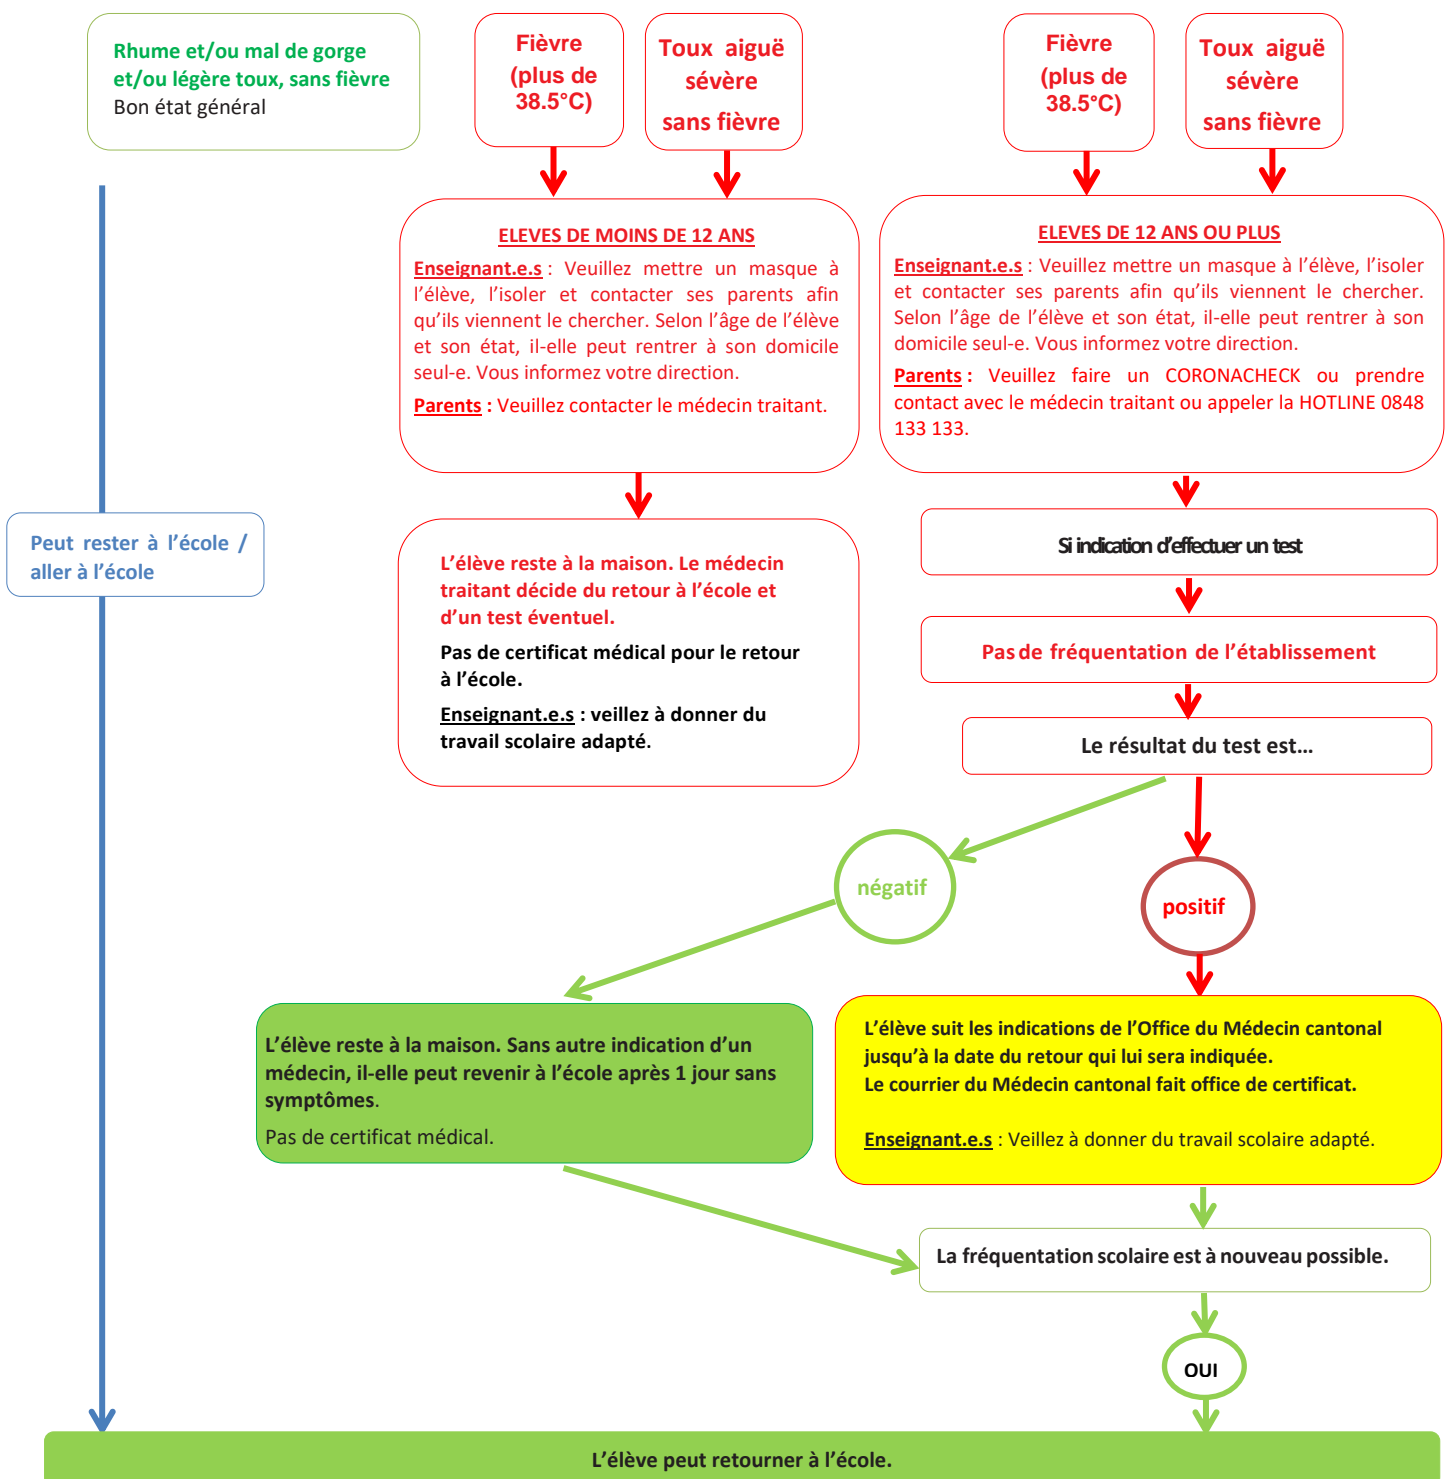 Rhume et/ou mal de gorge
et/ou légère toux, sans fièvre
Bon état général
Fièvre
(plus de
38.5°C)
Toux aiguë
sévère
sans fièvre
Fièvre
(plus de
38.5°C)
Toux aiguë
sévère
sans fièvre
ELEVES DE MOINS DE 12 ANS
Enseignant.e.s : Veuillez mettre un masque à
l’élève, l’isoler et contacter ses parents afin
qu’ils viennent le chercher. Selon l’âge de l’élève
et son état, il-elle peut rentrer à son domicile
seul-e. Vous informez votre direction.
Parents : Veuillez contacter le médecin traitant.
ELEVES DE 12 ANS OU PLUS
Enseignant.e.s : Veuillez mettre un masque à l’élève, l’isoler
et contacter ses parents afin qu’ils viennent le chercher.
Selon l’âge de l’élève et son état, il-elle peut rentrer à son
domicile seul-e. Vous informez votre direction.
Parents : Veuillez faire un CORONACHECK ou prendre
contact avec le médecin traitant ou appeler la HOTLINE 0848
133 133.
Peut rester à l’école /
aller à l’école
L’élève reste à la maison. Le médecin
traitant décide du retour à l’école et
d’un test éventuel.
Pas de certificat médical pour le retour
à l’école.
Enseignant.e.s : veillez à donner du
travail scolaire adapté.
Si indication d’effectuer un test
Pas de fréquentation de l’établissement
Le résultat du test est…
négatif
positif
L’élève reste à la maison. Sans autre indication d’un
médecin, il-elle peut revenir à l’école après 1 jour sans
symptômes.
Pas de certificat médical.
L’élève suit les indications de l’Office du Médecin cantonal
jusqu’à la date du retour qui lui sera indiquée.
Le courrier du Médecin cantonal fait office de certificat.
Enseignant.e.s : Veillez à donner du travail scolaire adapté.
La fréquentation scolaire est à nouveau possible.
OUI
L’élève peut retourner à l’école.